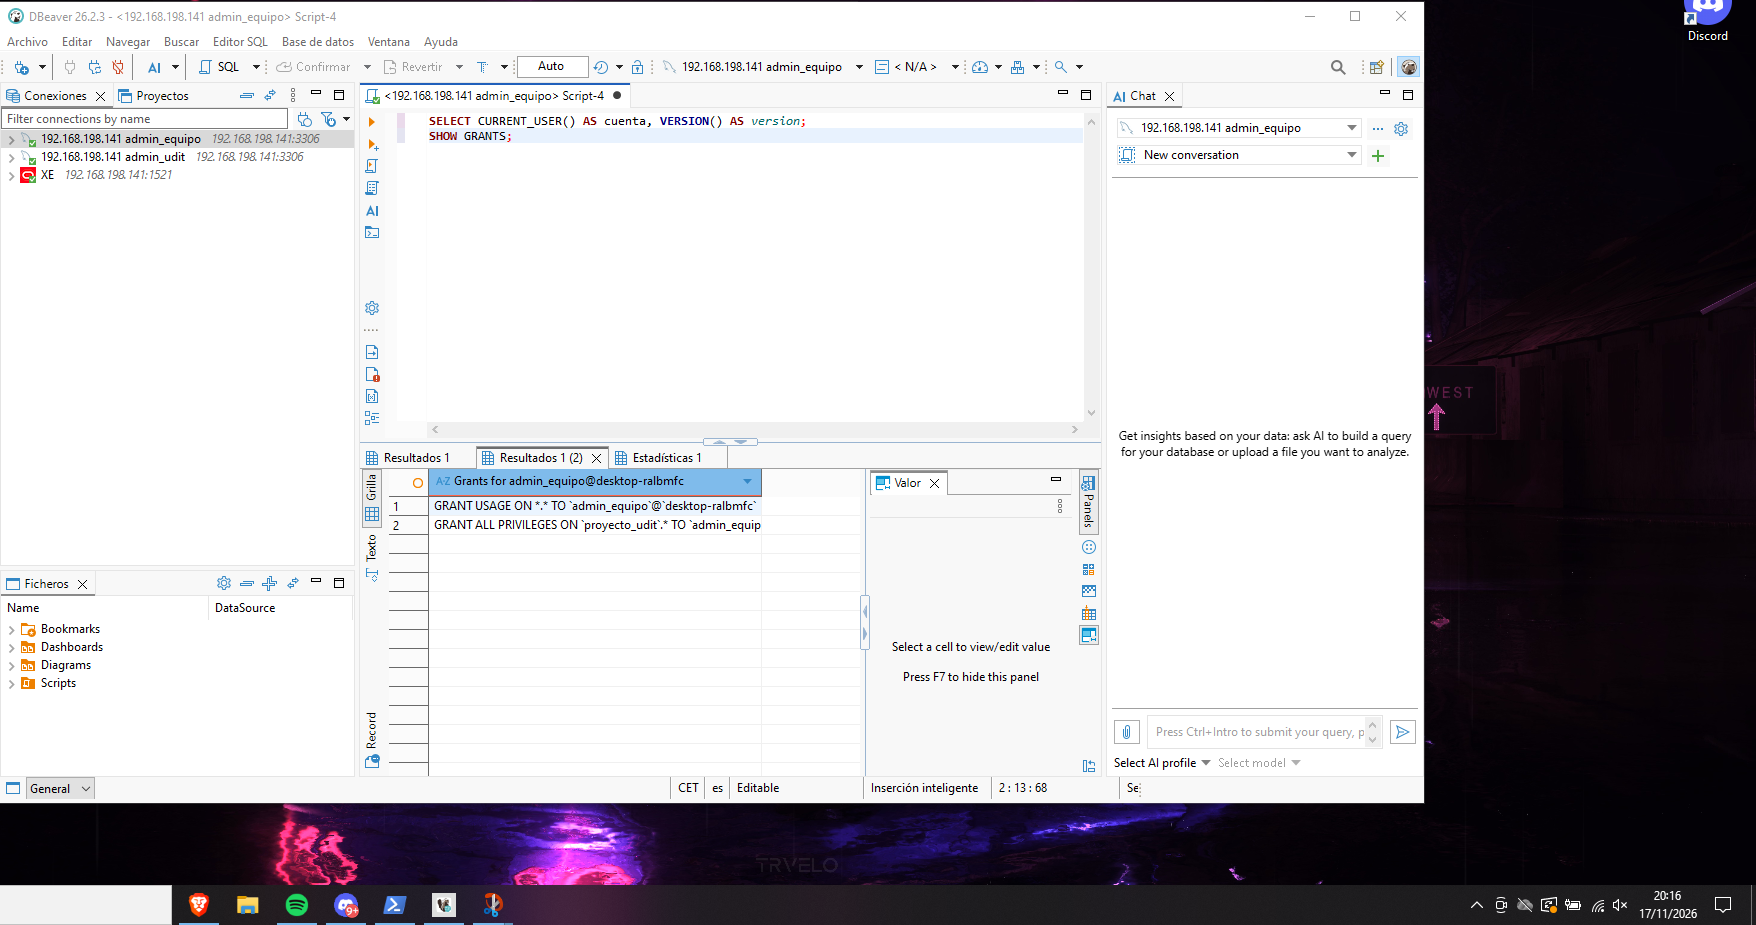 DBeaver 26.2.3 - <192.168.198.141 admin_equipo> Script-4
Discord
Archivo Editar Navegar Buscar Editor SQL Base de datos Ventana Ayuda
AI SQL Confirmar Revertir T Auto 192.168.198.141 admin_equipo < N/A >
Conexiones Proyectos
<192.168.198.141 admin_equipo> Script-4
AI Chat
Filter connections by name
192.168.198.141 admin_equipo 192.168.198.141:3306
192.168.198.141 admin_udit 192.168.198.141:3306
XE 192.168.198.141:1521
SELECT CURRENT_USER() AS cuenta, VERSION() AS version;
SHOW GRANTS;
AI
192.168.198.141 admin_equipo
New conversation
Get insights based on your data: ask AI to build a query
for your database or upload a file you want to analyze.
WEST
Resultados 1 Resultados 1 (2) Estadísticas 1
Grilla
Texto
Record
A-Z Grants for admin_equipo@desktop-ralbmfc
1 GRANT USAGE ON *.* TO `admin_equipo`@`desktop-ralbmfc`
2 GRANT ALL PRIVILEGES ON `proyecto_udit`.* TO `admin_equip
Valor
Panels
Select a cell to view/edit value
Press F7 to hide this panel
Ficheros
Name DataSource
Bookmarks
Dashboards
Diagrams
Scripts
Press Ctrl+Intro to submit your query, p
Select AI profile Select model
General
CET es Editable Inserción inteligente 2 : 13 : 68 Se
TRVELO
9+
20:16
17/11/2026